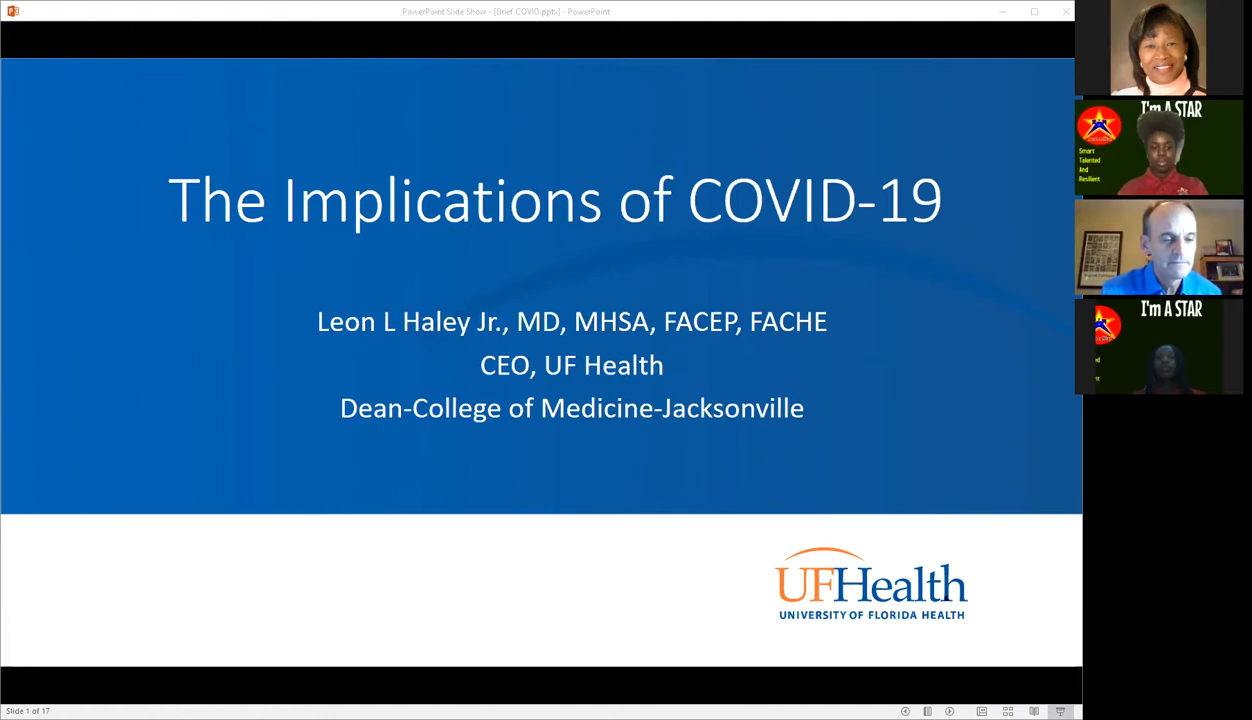 PowerPoint Slide Show - [Brief COVID.pptx] - PowerPoint
The Implications of COVID-19
Leon L Haley Jr., MD, MHSA, FACEP, FACHE
CEO, UF Health
Dean-College of Medicine-Jacksonville
UFHealth
UNIVERSITY OF FLORIDA HEALTH
Slide 1 of 17
I'm A STAR
Smart
Talented
And
Resilient
I'm A STAR